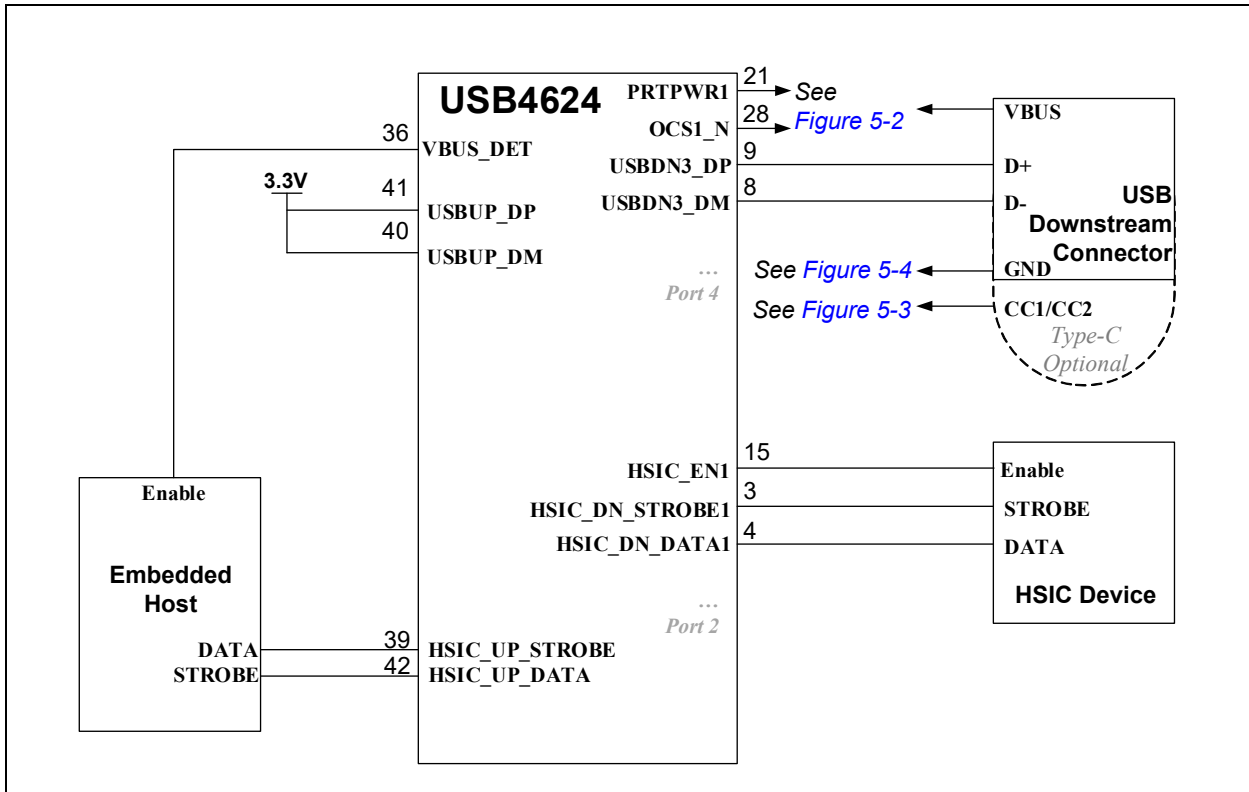 USB4624
PRTPWR1
21
See
Figure 5-2
OCS1_N
28
USBDN3_DP
9
USBDN3_DM
8
36
VBUS_DET
3.3V
41
USBUP_DP
40
USBUP_DM
...
Port 4
VBUS
D+
D-
USB
Downstream
Connector
GND
See Figure 5-4
See Figure 5-3
CC1/CC2
Type-C
Optional
HSIC_EN1
15
HSIC_DN_STROBE1
3
HSIC_DN_DATA1
4
Enable
STROBE
DATA
HSIC Device
...
Port 2
Enable
Embedded
Host
DATA
STROBE
39
HSIC_UP_STROBE
42
HSIC_UP_DATA